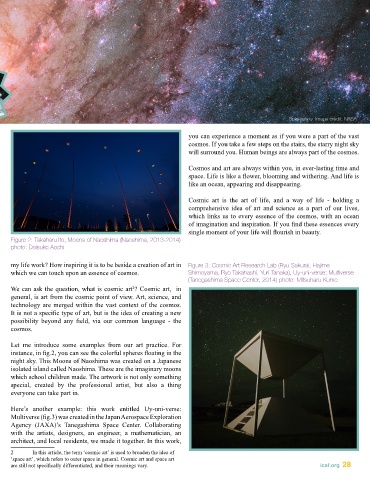 Spiral galaxy. Image credit: NASA
you can experience a moment as if you were a part of the vast
cosmos. If you take a few steps on the stairs, the starry night sky
will surround you. Human beings are always part of the cosmos.
Cosmos and art are always within you, in ever-lasting time and
space. Life is like a flower, blooming and withering. And life is
like an ocean, appearing and disappearing.
Cosmic art is the art of life, and a way of life - holding a
comprehensive idea of art and science as a part of our lives,
which links us to every essence of the cosmos, with an ocean
of imagination and inspiration. If you find these essences every
single moment of your life will flourish in beauty.
Figure 2: Takaharuito, Moons of Naoshima (Naoshima, 2013-2014)
photo: Daisuke Aochi
my life work? How inspiring it is to be beside a creation of art in
which we can touch upon an essence of cosmos.
We can ask the question, what is cosmic art²? Cosmic art, in
general, is art from the cosmic point of view. Art, science, and
technology are merged within the vast context of the cosmos.
It is not a specific type of art, but is the idea of creating a new
possibility beyond any field, via our common language - the
cosmos.
Let me introduce some examples from our art practice. For
instance, in fig.2, you can see the colorful spheres floating in the
night sky. This Moons of Naoshima was created on a Japanese
isolated island called Naoshima. These are the imaginary moons
which school children made. The artwork is not only something
special, created by the professional artist, but also a thing
everyone can take part in.
Here's another example: this work entitled Uy-uni-verse:
Multiverse (fig.3) was created in the Japan Aerospace Exploration
Agency (JAXA)'s Tanegashima Space Center. Collaborating
with the artists, designers, an engineer, a mathematician, an
architect, and local residents, we made it together. In this work,
2 In this article, the term 'cosmic art' is used to broaden the idea of
'space art', which refers to outer space in general. Cosmic art and space art
are still not specifically differentiated, and their meanings vary.
Figure 3: Cosmic Art Research Lab (Ryu Sakurai, Hajime
Shimoyama, Ryo Takahashi, Yuri Tanaka), Uy-uni-verse: Multiverse
(Tanegashima Space Center, 2014) photo: Mitsuharu Kumo
iaaf.org 28